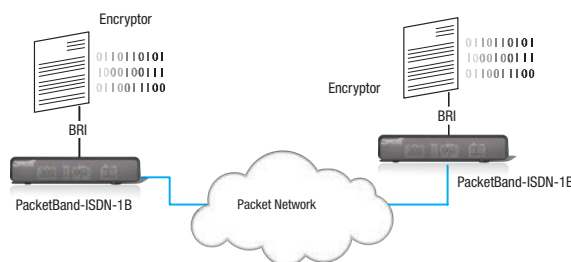 Encryptor
0110110101
1000100111
0110011100
BRI
PacketBand-ISDN-1B
Packet Network
Encryptor
0110110101
1000100111
0110011100
BRI
PacketBand-ISDN-1B